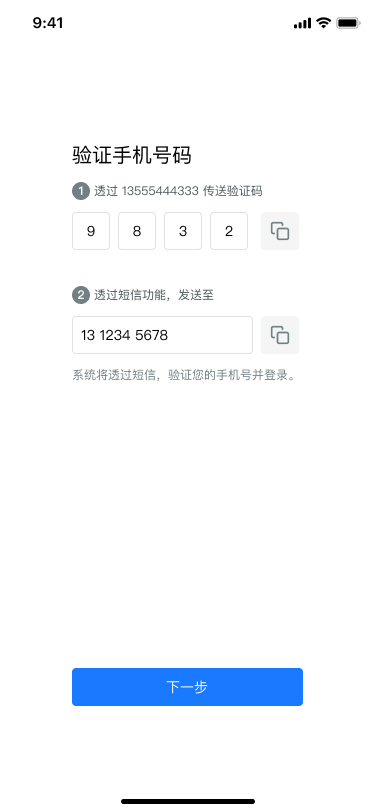 9:41
验证手机号码
1 透过 13555444333 传送验证码
9 8 3 2
2 透过短信功能，发送至
13 1234 5678
系统将透过短信，验证您的手机号并登录。
下一步